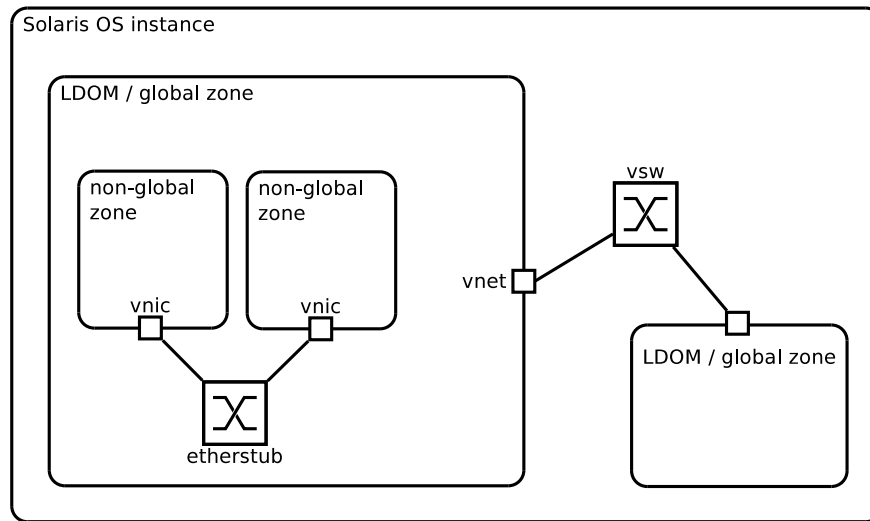 Solaris OS instance
LDOM / global zone
non-global
zone
non-global
zone
vsw
vnet
vnic
vnic
LDOM / global zone
etherstub